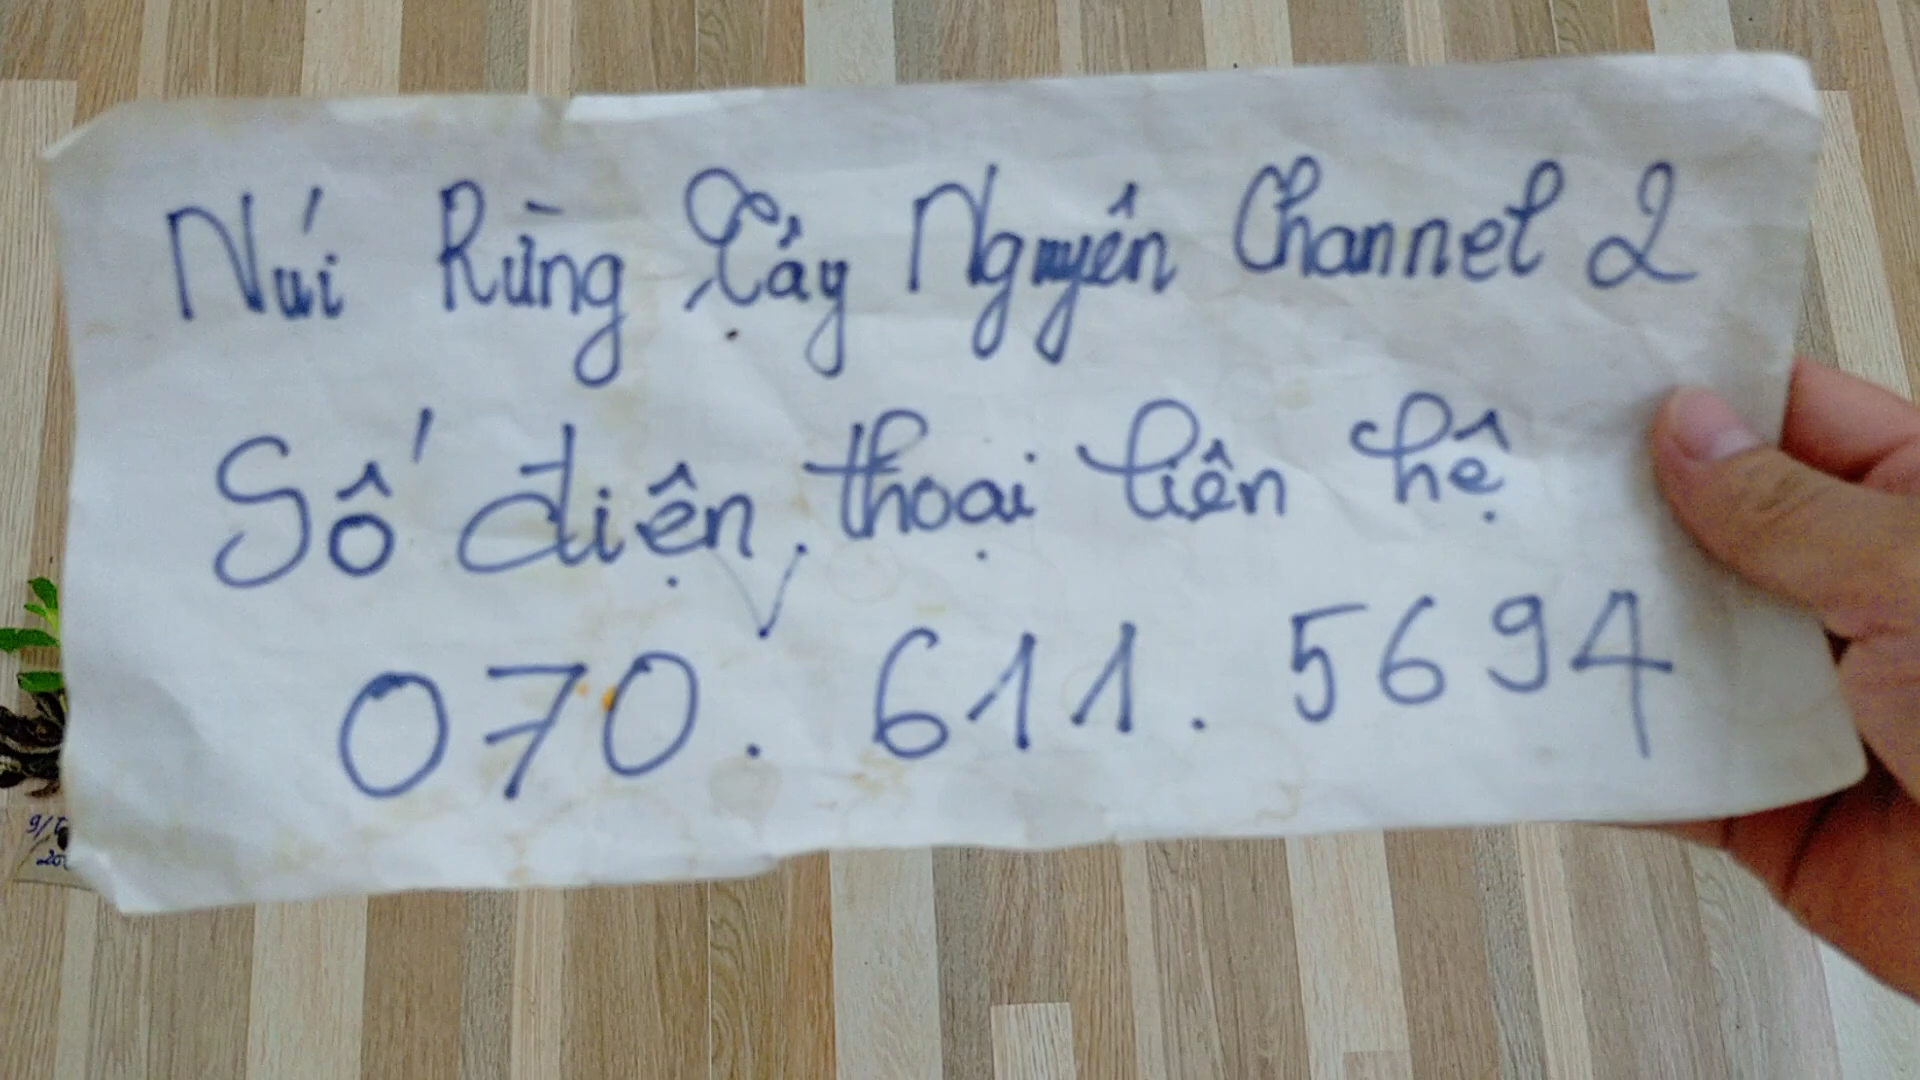 Núi Rừng Tây Nguyên Channel 2
Số điện thoại liên hệ
070. 611. 5694